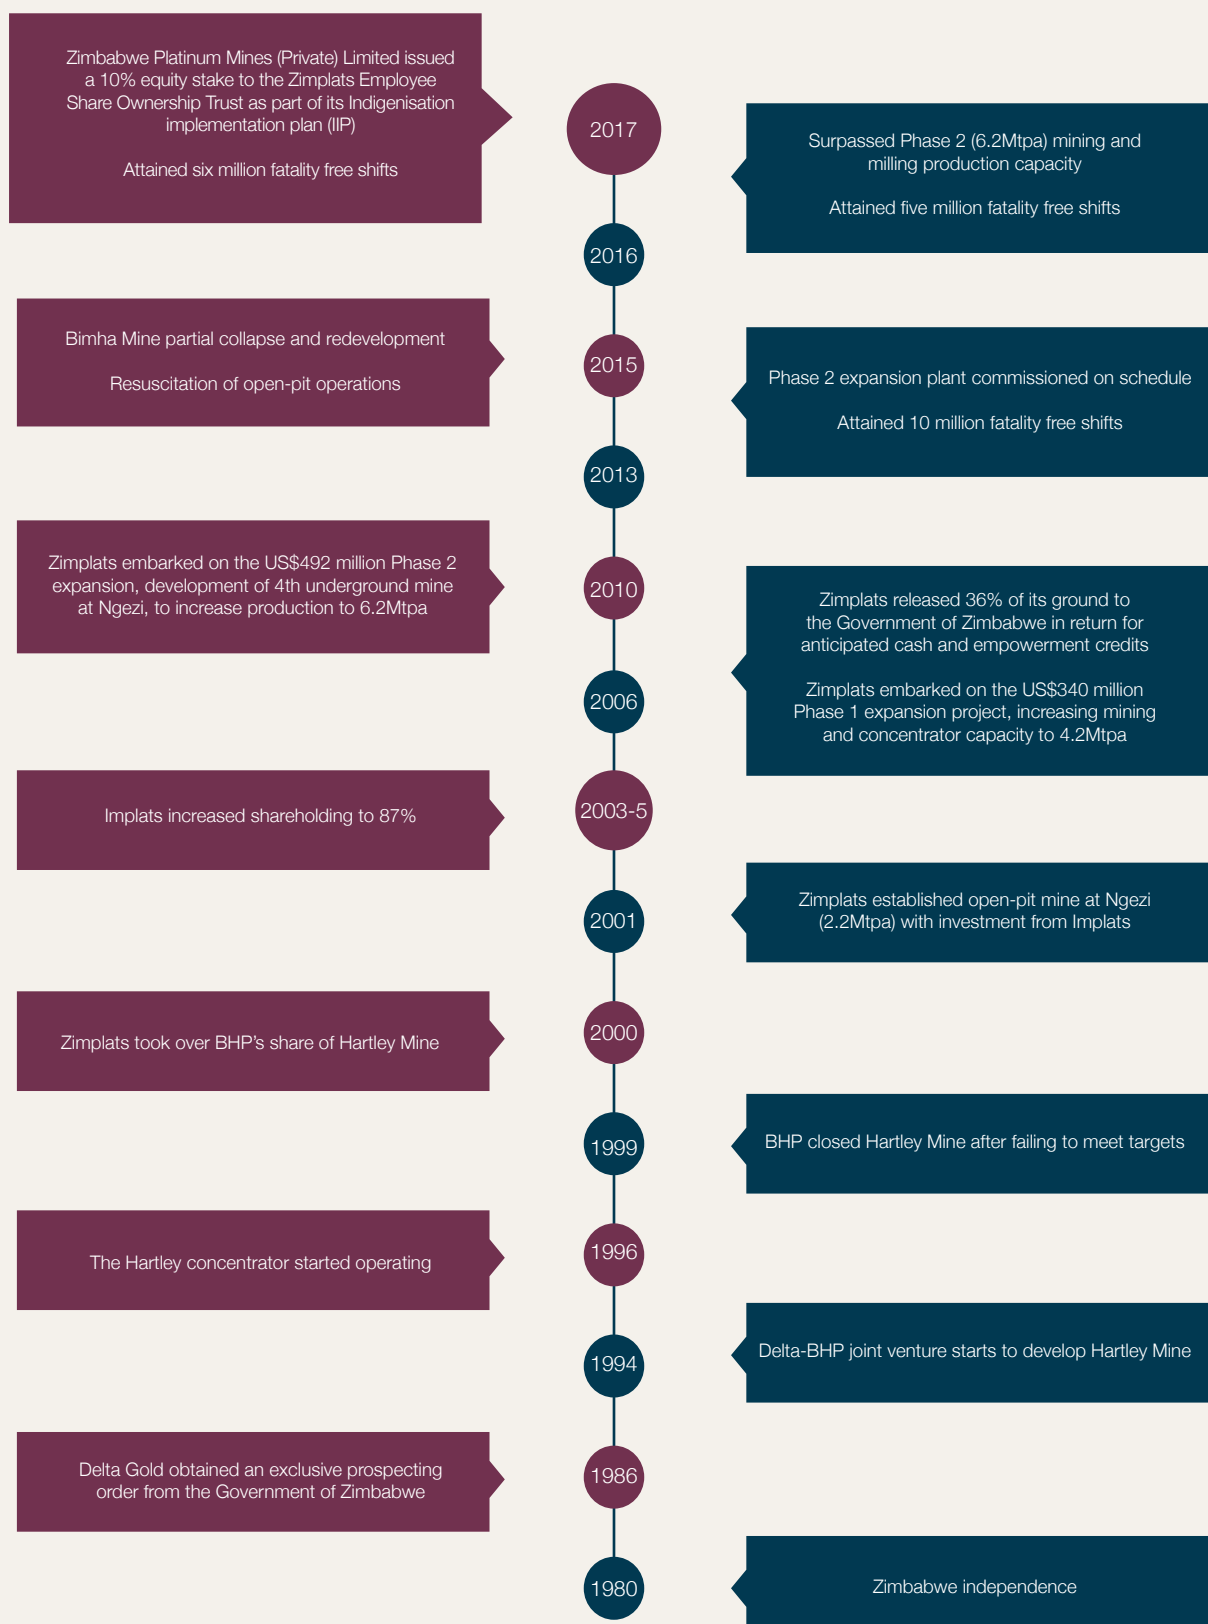 Zimbabwe Platinum Mines (Private) Limited issued
a 10% equity stake to the Zimplats Employee
Share Ownership Trust as part of its Indigenisation
implementation plan (IIP)
Attained six million fatality free shifts
2017
Surpassed Phase 2 (6.2Mtpa) mining and
milling production capacity
Attained five million fatality free shifts
2016
Bimha Mine partial collapse and redevelopment
Resuscitation of open-pit operations
2015
Phase 2 expansion plant commissioned on schedule
Attained 10 million fatality free shifts
2013
Zimplats embarked on the US$492 million Phase 2
expansion, development of 4th underground mine
at Ngezi, to increase production to 6.2Mtpa
2010
Zimplats released 36% of its ground to
the Government of Zimbabwe in return for
anticipated cash and empowerment credits
Zimplats embarked on the US$340 million
Phase 1 expansion project, increasing mining
and concentrator capacity to 4.2Mtpa
2006
Implats increased shareholding to 87%
2003-5
Zimplats established open-pit mine at Ngezi
(2.2Mtpa) with investment from Implats
2001
Zimplats took over BHP’s share of Hartley Mine
2000
BHP closed Hartley Mine after failing to meet targets
1999
The Hartley concentrator started operating
1996
Delta-BHP joint venture starts to develop Hartley Mine
1994
Delta Gold obtained an exclusive prospecting
order from the Government of Zimbabwe
1986
Zimbabwe independence
1980